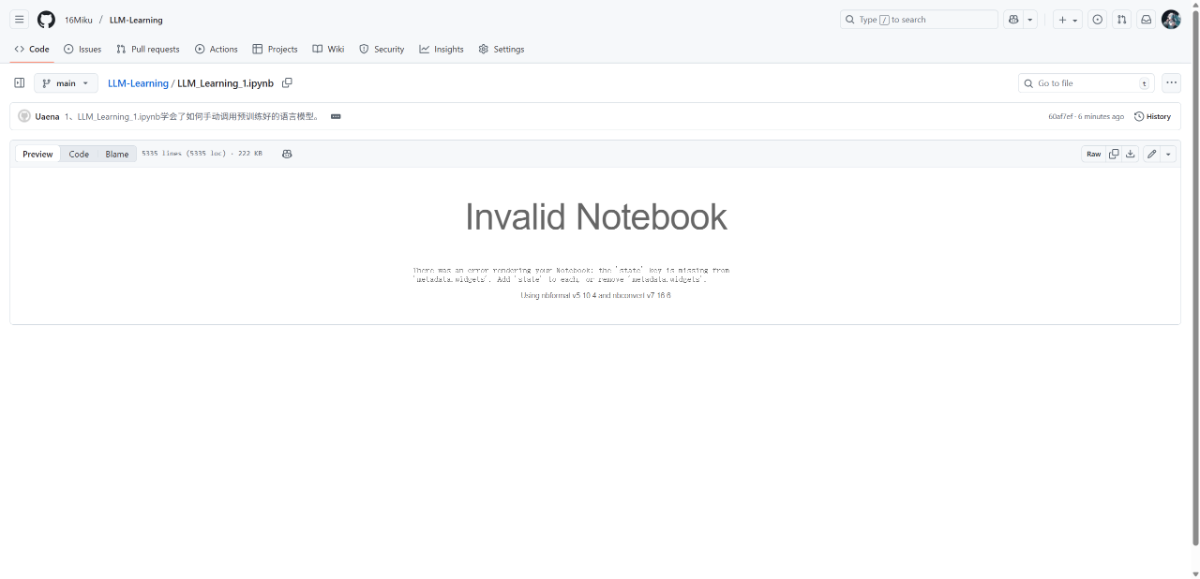 16Miku / LLM-Learning
Type / to search
Code Issues Pull requests Actions Projects Wiki Security Insights Settings
main LLM-Learning / LLM_Learning_1.ipynb
Go to file t
Uaena 1、LLM_Learning_1.ipynb学会了如何手动调用预训练好的语言模型。
60af7ef · 6 minutes ago History
Preview Code Blame 5335 lines (5335 loc) · 222 KB
Raw
Invalid Notebook
There was an error rendering your Notebook: the 'state' key is missing from
'metadata.widgets'. Add 'state' to each, or remove 'metadata.widgets'.
Using nbformat v5.10.4 and nbconvert v7.16.6